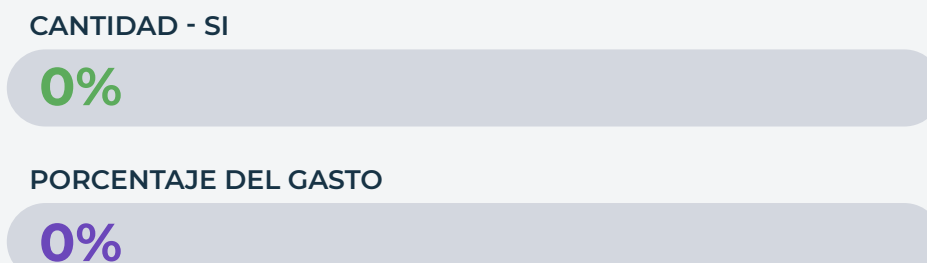 CANTIDAD - SI
0%
PORCENTAJE DEL GASTO
0%